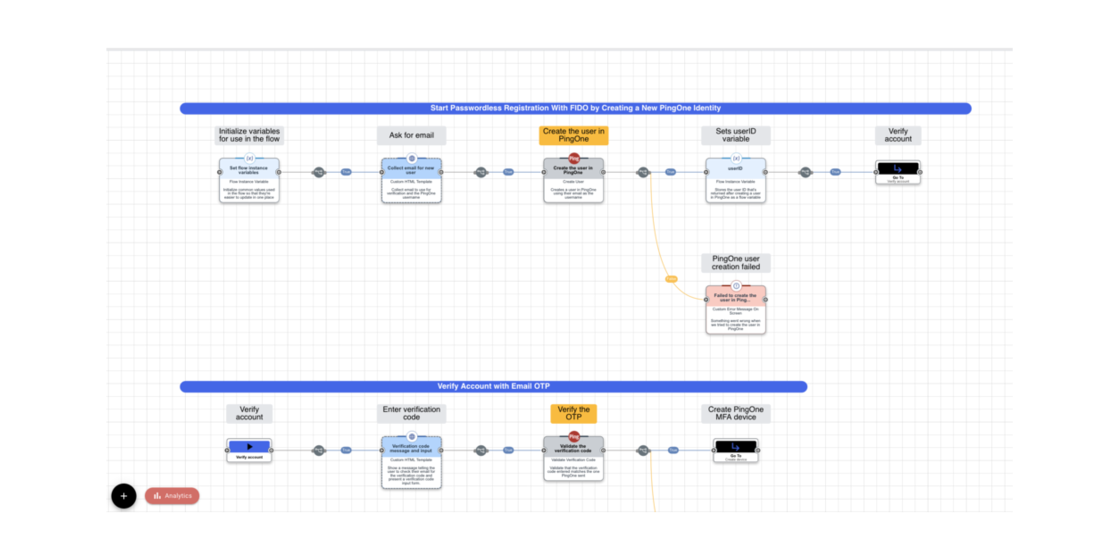 Start Passwordless Registration With FIDO by Creating a New PingOne Identity
Initialize variables
for use in the flow
Ask for email
Create the user in
PingOne
Sets userID
variable
Verify
account
Set flow instance
variables
Flow Instance Variable
Initialize common values used
in the flow so that they're
easier to update in one place
True
Collect email for new
user
Custom HTML Template
Collect email to use for
verification and the PingOne
username
True
Ping
Create the user in
PingOne
Create User
Creates a user in PingOne
using their email as the
username
True
userID
Flow Instance Variable
Stores the user ID that's
returned after creating a user
in PingOne as a flow variable
True
Go To
Verify account
PingOne user
creation failed
False
Failed to create the
user in Ping...
Custom Error Message On
Screen
Something went wrong when
we tried to create the user in
PingOne
Verify Account with Email OTP
Verify
account
Enter verification
code
Verify the
OTP
Create PingOne
MFA device
Verify account
True
Verification code
message and input
Custom HTML Template
Show a message telling the
user to check their email for
the verification code and
present a verification code
input form.
True
Ping
Validate the
verification code
Validate Verification Code
Validate that the verification
code entered matches the one
PingOne sent
True
Go To
Create device
+
Analytics